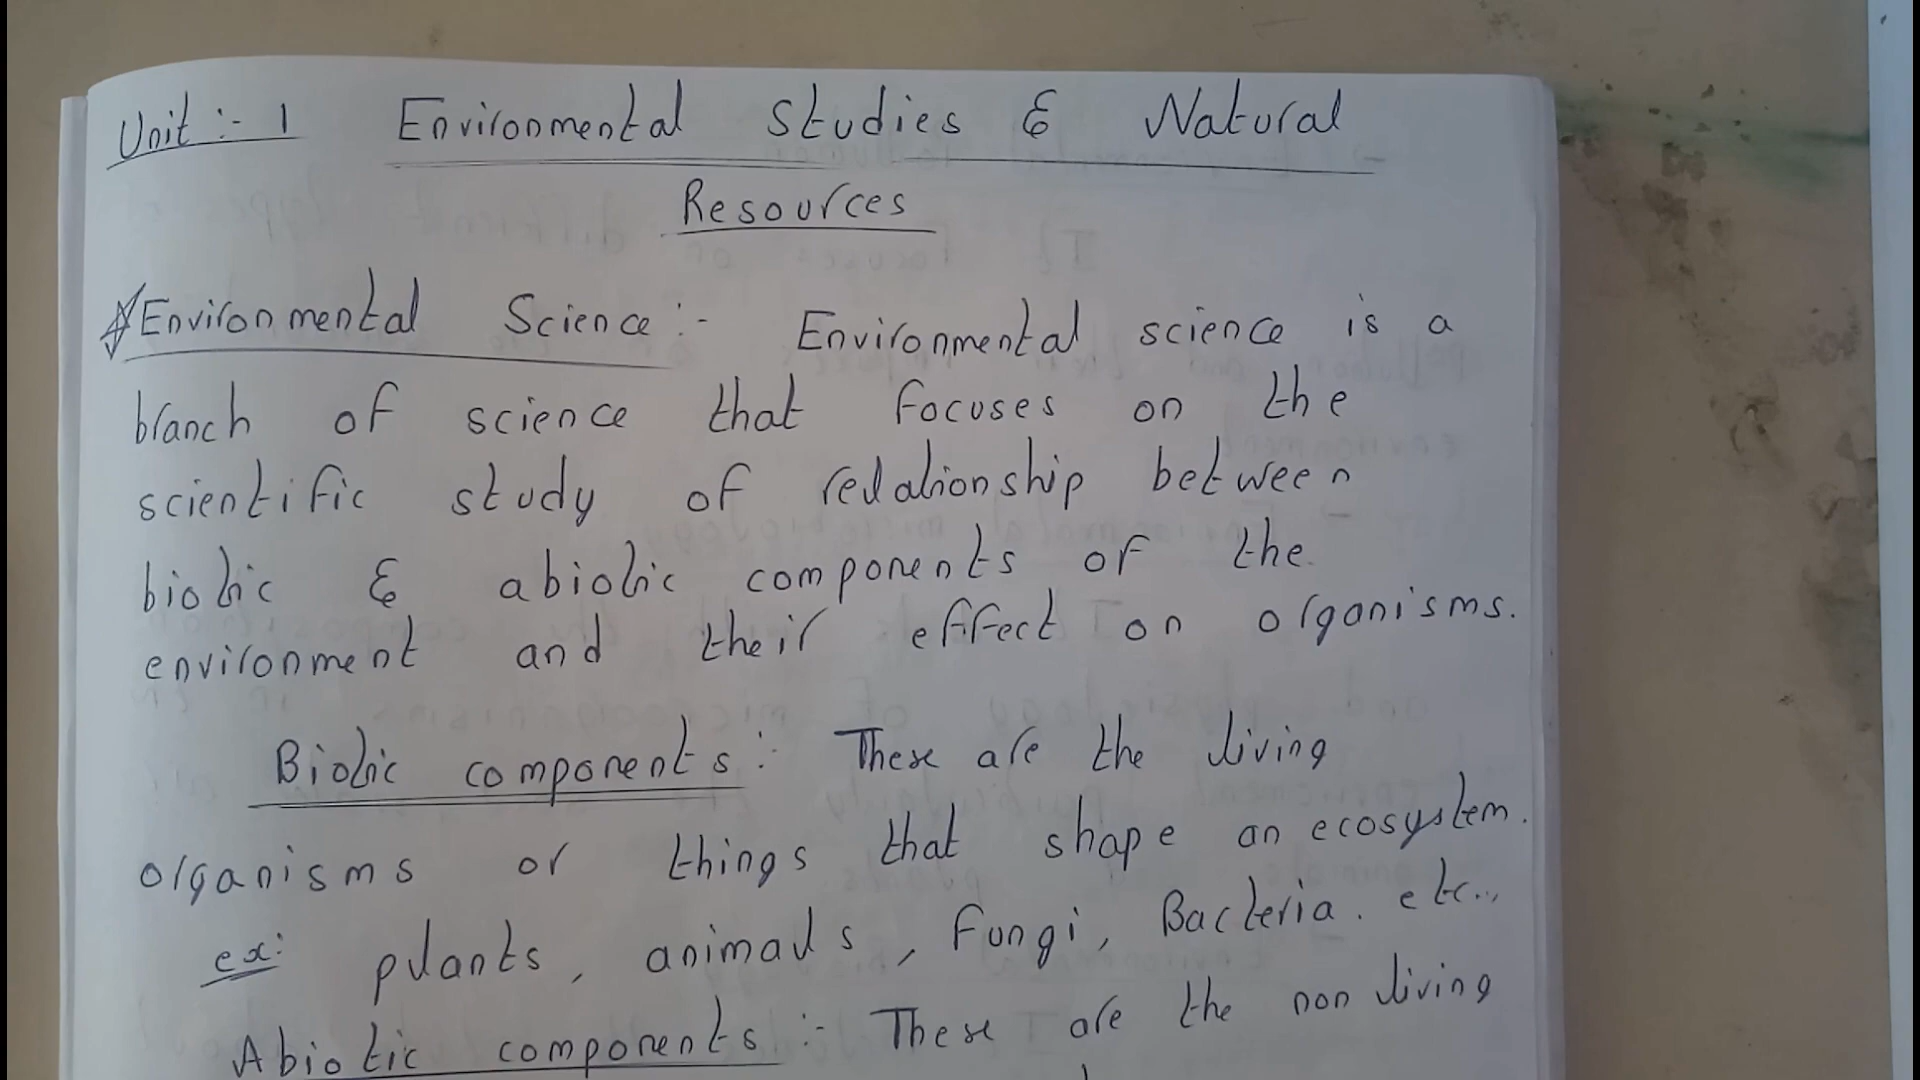 Unit :- 1 Environmental Studies & Natural
Resources
Environmental Science :- Environmental science is a
branch of science that focuses on the
scientific study of relationship between
biotic & abiotic components of the
environment and their effect on organisms.
Biotic components :- These are the living
organisms or things that shape an ecosystem.
ex:- plants, animals, Fungi, Bacteria. etc..,
Abiotic components :- These are the non living